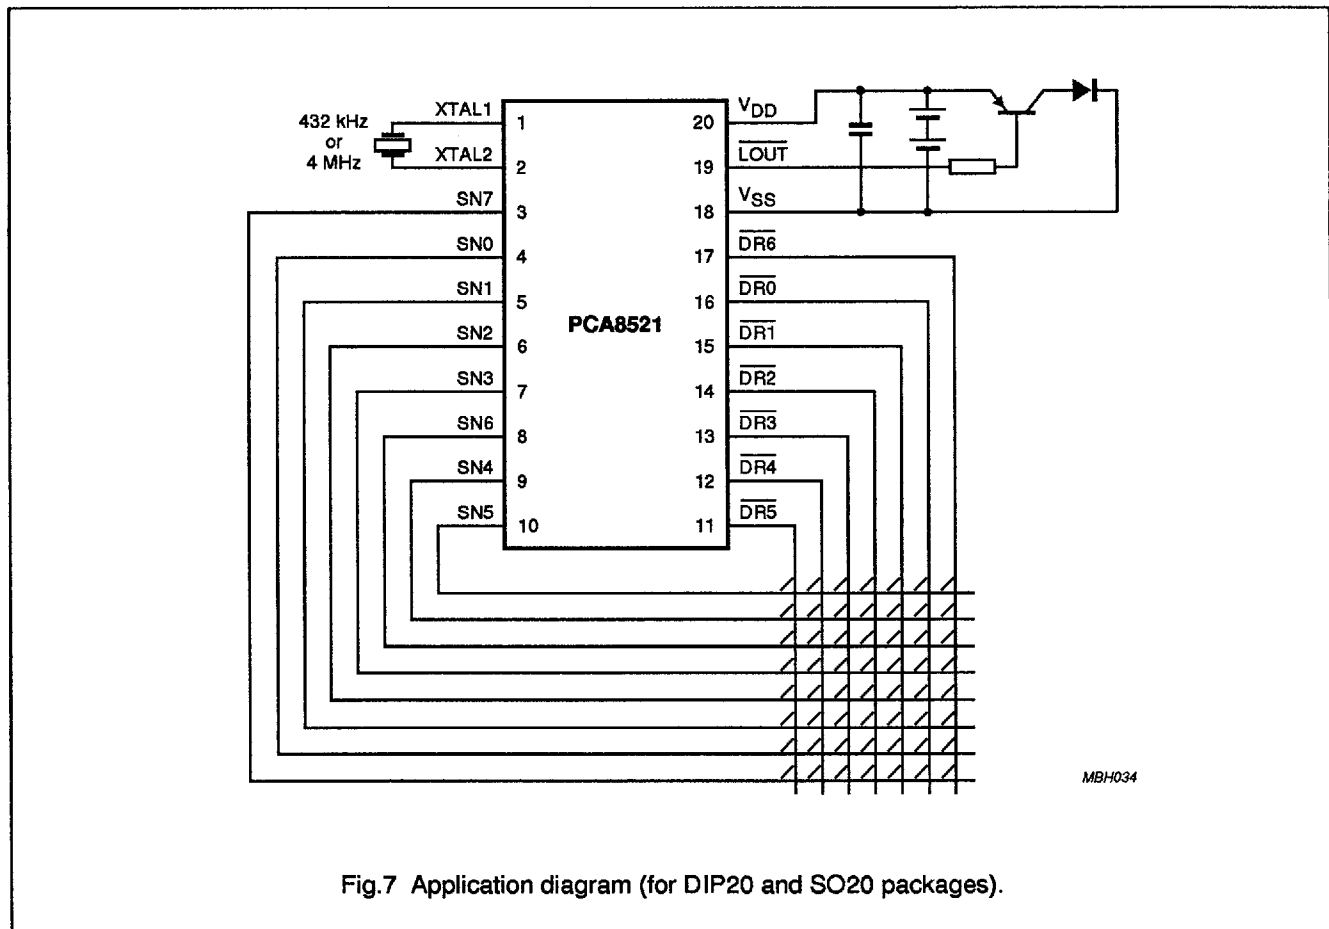 432 kHz
or
4 MHz
XTAL1
XTAL2
SN7
SN0
SN1
SN2
SN3
SN6
SN4
SN5
1
2
3
4
5
6
7
8
9
10
PCA8521
20
19
18
17
16
15
14
13
12
11
VDD
LOUT
VSS
DR6
DR0
DR1
DR2
DR3
DR4
DR5
MBH034
Fig.7 Application diagram (for DIP20 and SO20 packages).